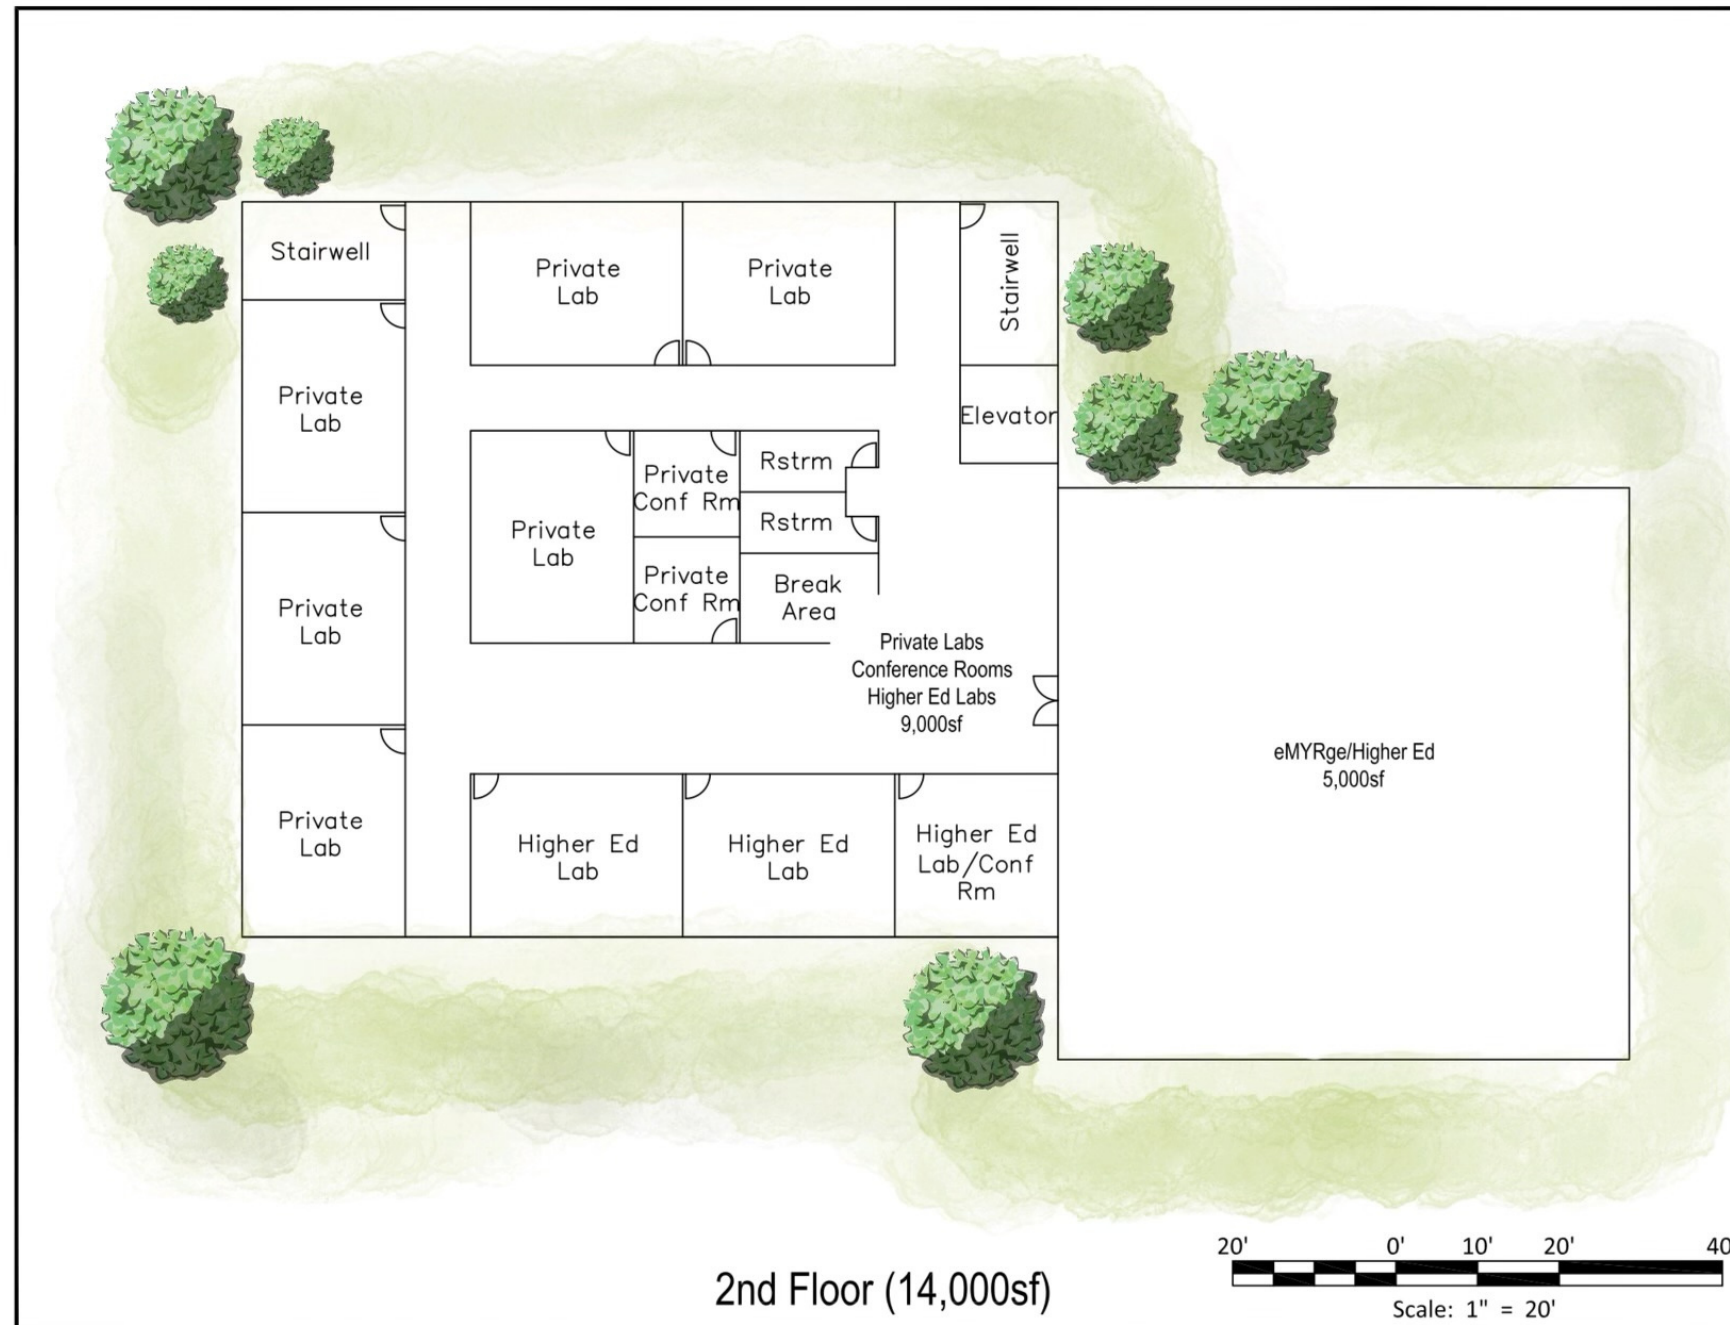 Stairwell
Private
Lab
Private
Lab
Stairwell
Private
Lab
Elevator
Private
Lab
Private
Conf Rm
Rstrm
Rstrm
Private
Conf Rm
Break
Area
Private
Lab
Private Labs
Conference Rooms
Higher Ed Labs
9,000sf
eMYRge/Higher Ed
5,000sf
Private
Lab
Higher Ed
Lab
Higher Ed
Lab
Higher Ed
Lab/Conf
Rm
2nd Floor (14,000sf)
20' 0' 10' 20' 40
Scale: 1" = 20'